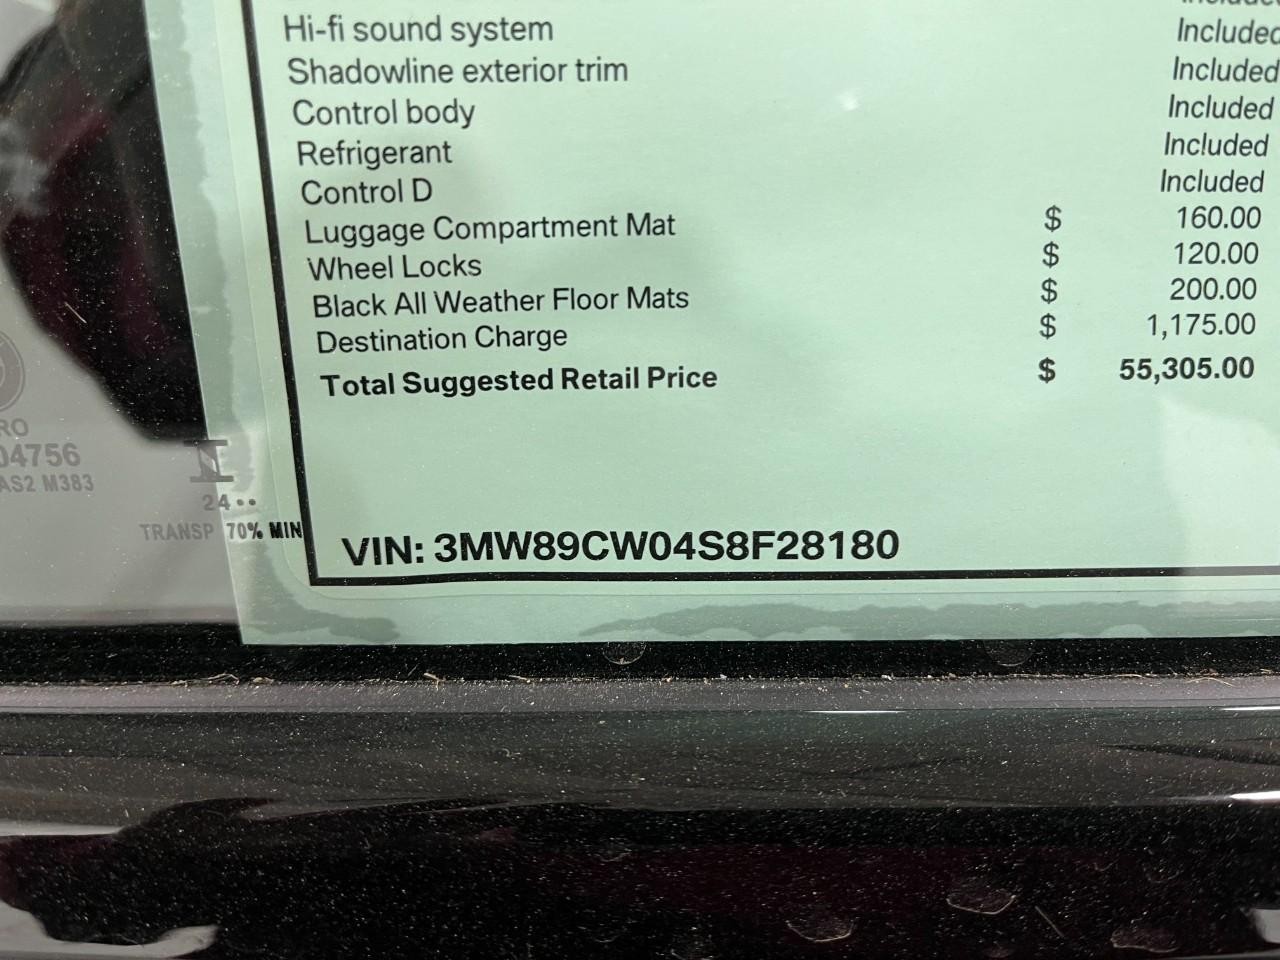 Hi-fi sound system Included
Shadowline exterior trim Included
Control body Included
Refrigerant Included
Control D Included
Luggage Compartment Mat $ 160.00
Wheel Locks $ 120.00
Black All Weather Floor Mats $ 200.00
Destination Charge $ 1,175.00
Total Suggested Retail Price $ 55,305.00
RO
04756
AS2 M383
24••
TRANSP 70% MIN
VIN: 3MW89CW04S8F28180